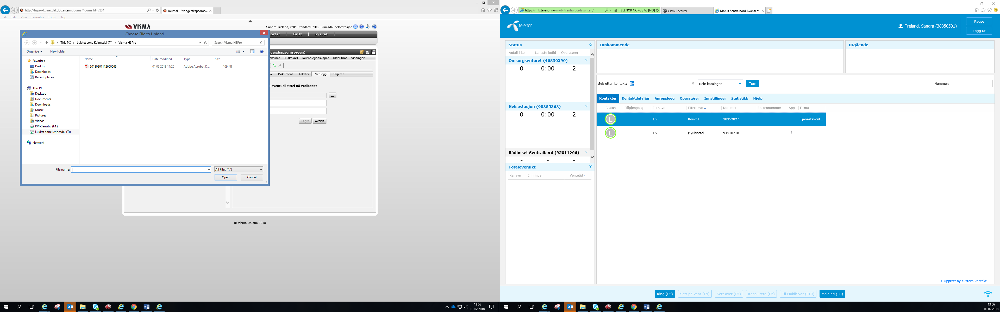 http://hspro-kvinesdal.ddd.intern/Journal?journalId=7234
Journal - Svangerskapsoms...
File Edit View Favorites Tools Help
VISMA
Sandra Treland, rolle StandardRolle, Kvinesdal helsestasjon
orter | Drift | Sysvak |
Choose File to Upload
This PC Lukket sone Kvinesdal (T:) Visma HSPro
Search Visma HSPro
Organize New folder
Favorites
Desktop
Downloads
Recent places
This PC
Desktop
Documents
Downloads
Music
Pictures
Videos
KVI-Sensitiv (M:)
Lukket sone Kvinesdal (T:)
Network
Name Date modified Type Size
20180201112600069 01.02.2018 11:26 Adobe Acrobat D... 169 KB
File name:
All Files (*.*)
Open Cancel
ngerskapsomsorgen)
aksiner Huskekart Journalegenskaper Tildel time Visninger
ok Dokument Takster Vedlegg Skjema
g eventuell tittel på vedlegget
...
Lagre Avbryt
© Visma Unique 2018
13:06
01.02.2018
https://mb.telenor.no/mobiltsentralbordavansert/
TELENOR NORGE AS [NO]
Citrix Receiver
Mobilt Sentralbord Avansert
telenor
Treland, Sandra (38358501)
Pause
Logg ut
Status
Antall i kø Lengste køtid Operatører
Omsorgsenteret (46830590)
0 0:00 2
Helsestasjon (90885368)
0 0:00 2
Rådhuset Sentralbord (95011266)
- - -
Totaloversikt
Kønavn Innringer Ventetid
Innkommende
Utgående
Søk etter kontakt: liv
Hele katalogen
Tøm
Nummer:
Kontakter Kontaktdetaljer Anropslogg Operatører Innstillinger Statistikk Hjelp
Status Tilgjengelig Fornavn Etternavn Nummer Internnummer App Firma
L Liv Rosvoll 38352827 Tjenestekont...
L Liv Øyulvstad 94510218 !
+ Opprett ny ekstern kontakt
Ring (F2) Sett på vent (F4) Sett over (F5) Konsultere (F2) Til MobilSvar (F10) Melding (F8)
13:06
01.02.2018